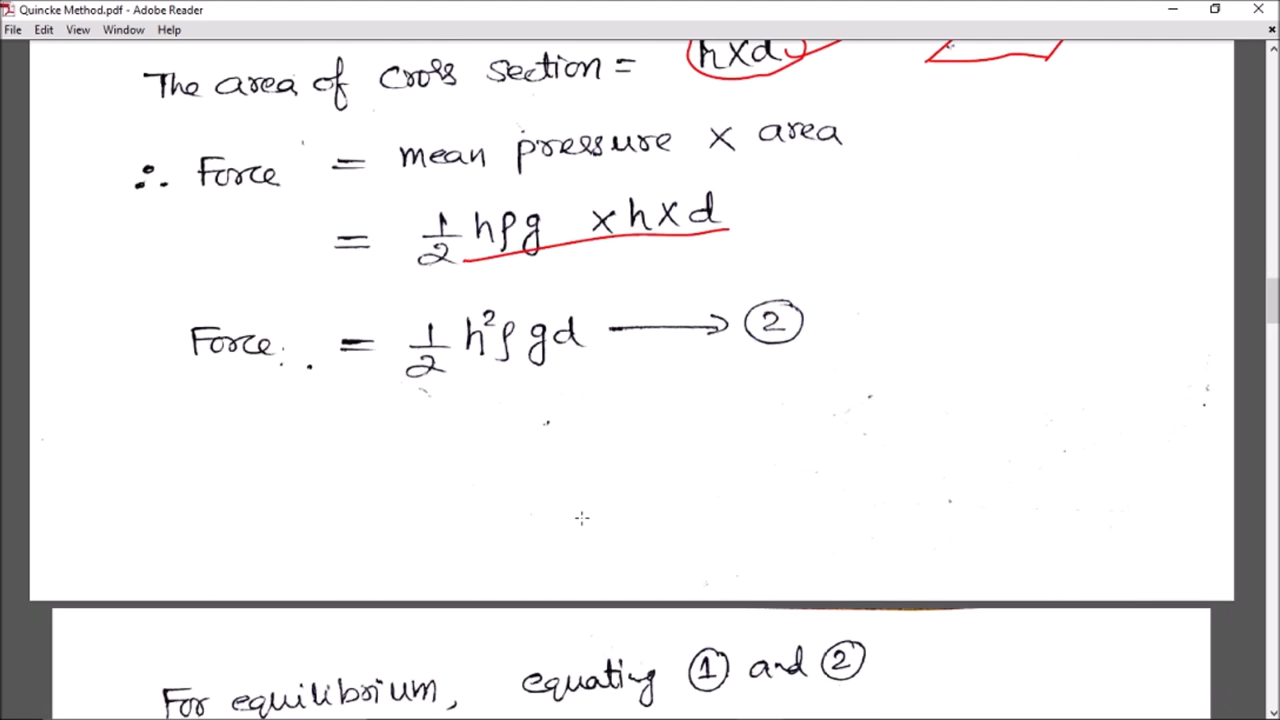 Quincke Method.pdf - Adobe Reader
File Edit View Window Help
The area of cross section = h×d
∴ Force = mean pressure × area
= 1/2 hρg × h × d
Force = 1/2 h²ρgd ⟶ ②
For equilibrium, equating ① and ②